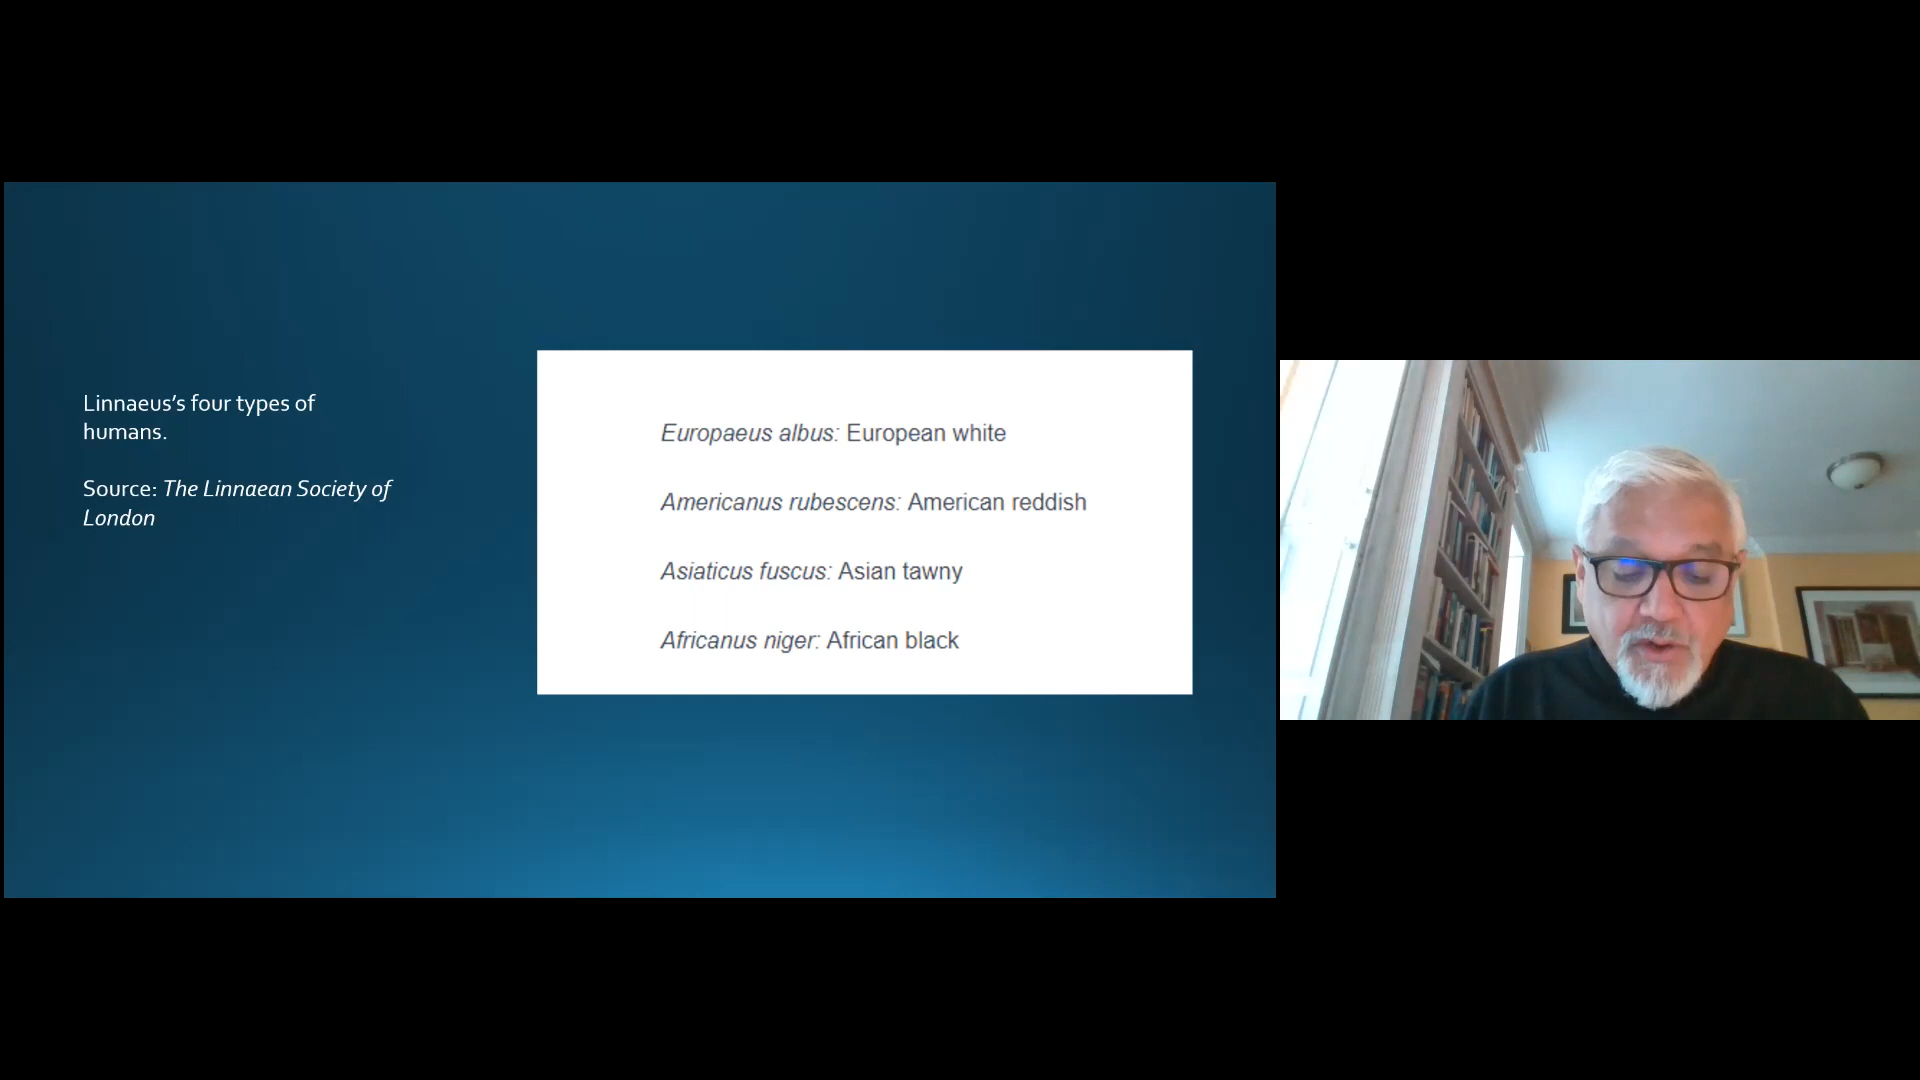 Linnaeus’s four types of
humans.
Source: The Linnaean Society of
London
Europaeus albus: European white
Americanus rubescens: American reddish
Asiaticus fuscus: Asian tawny
Africanus niger: African black